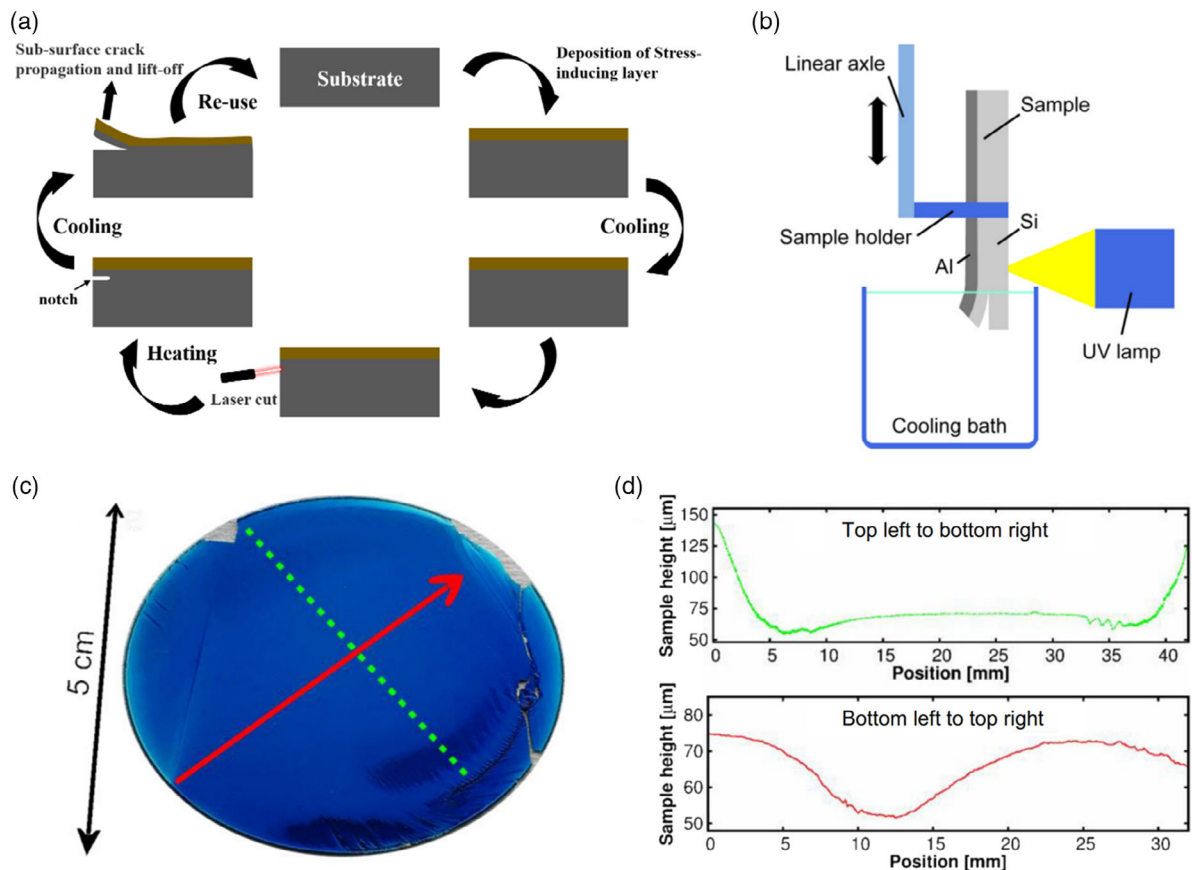 (a)
Sub-surface crack
propagation and lift-off
Re-use
Substrate
Deposition of Stress-
inducing layer
Cooling
Cooling
notch
Heating
Laser cut
(b)
Linear axle
Sample
Sample holder
Si
Al
UV lamp
Cooling bath
(c)
5 cm
(d)
Sample height [μm]
150
125
100
75
50
Top left to bottom right
0 5 10 15 20 25 30 35 40
Position [mm]
Sample height [μm]
80
70
60
50
Bottom left to top right
0 5 10 15 20 25 30
Position [mm]